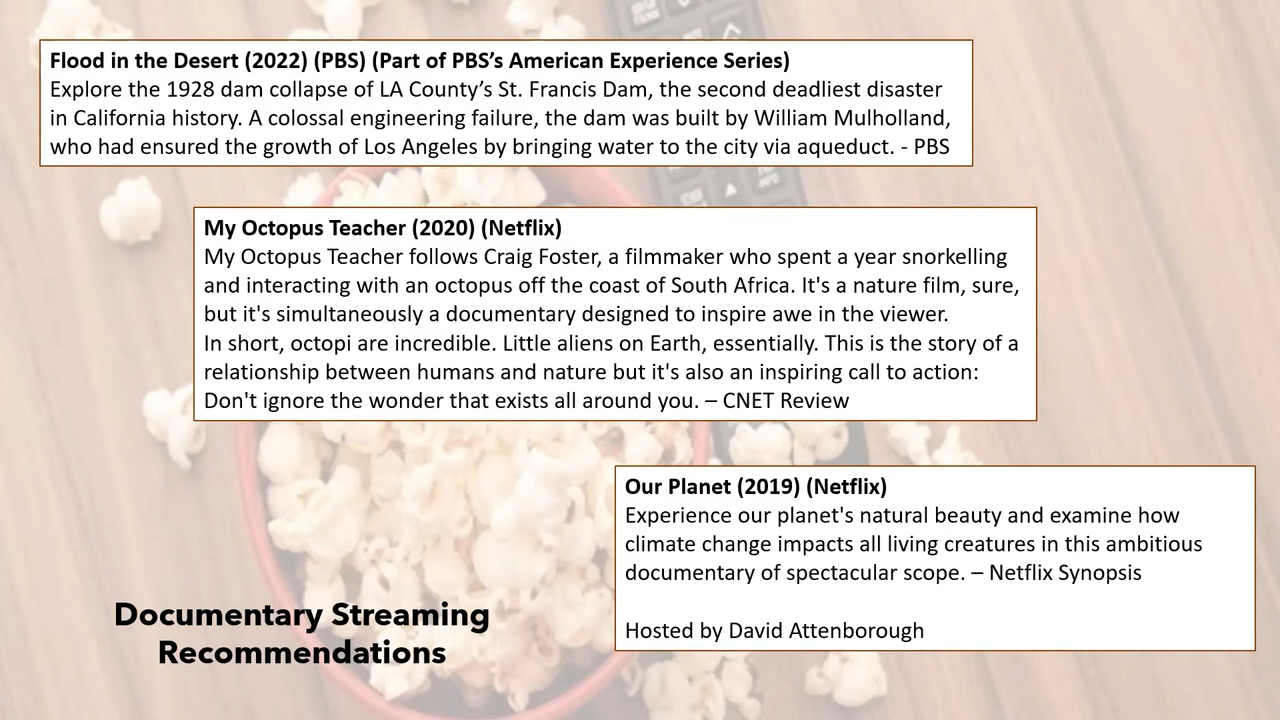 Flood in the Desert (2022) (PBS) (Part of PBS’s American Experience Series)
Explore the 1928 dam collapse of LA County’s St. Francis Dam, the second deadliest disaster
in California history. A colossal engineering failure, the dam was built by William Mulholland,
who had ensured the growth of Los Angeles by bringing water to the city via aqueduct. - PBS
My Octopus Teacher (2020) (Netflix)
My Octopus Teacher follows Craig Foster, a filmmaker who spent a year snorkelling
and interacting with an octopus off the coast of South Africa. It's a nature film, sure,
but it's simultaneously a documentary designed to inspire awe in the viewer.
In short, octopi are incredible. Little aliens on Earth, essentially. This is the story of a
relationship between humans and nature but it's also an inspiring call to action:
Don't ignore the wonder that exists all around you. – CNET Review
Our Planet (2019) (Netflix)
Experience our planet's natural beauty and examine how
climate change impacts all living creatures in this ambitious
documentary of spectacular scope. – Netflix Synopsis
Hosted by David Attenborough
Documentary Streaming
Recommendations